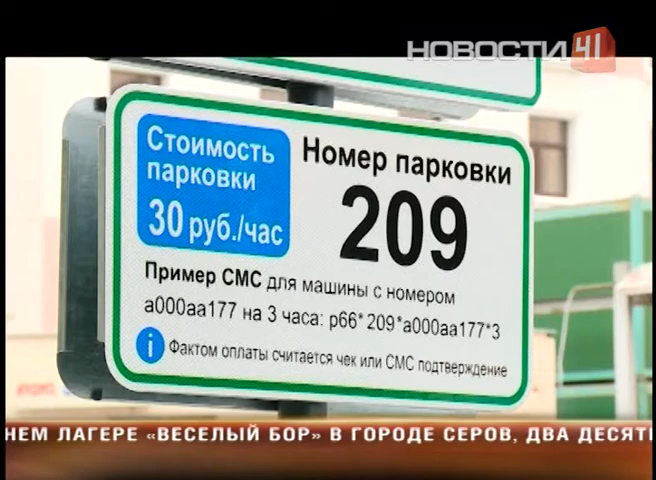 НОВОСТИ 41
Стоимость
парковки
30 руб./час
Номер парковки
209
Пример СМС для машины с номером
а000аа177 на 3 часа: р66*209*а000аа177*3
i Фактом оплаты считается чек или СМС подтверждение
НЕМ ЛАГЕРЕ «ВЕСЕЛЫЙ БОР» В ГОРОДЕ СЕРОВ, ДВА ДЕСЯТ